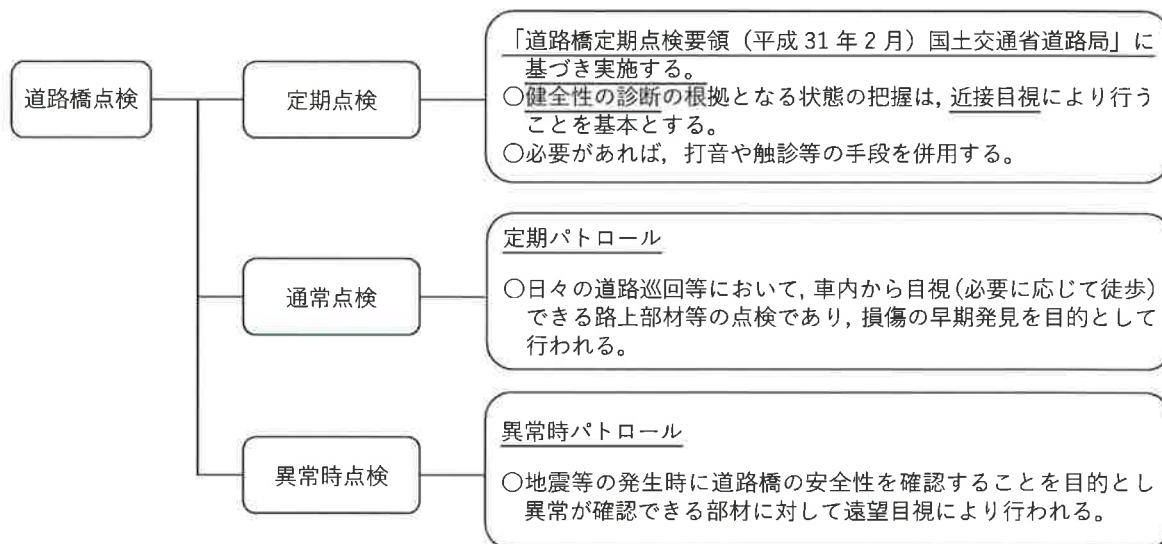 道路橋点検
定期点検
「道路橋定期点検要領（平成31年2月）国土交通省道路局」に
基づき実施する。
○健全性の診断の根拠となる状態の把握は，近接目視により行う
ことを基本とする。
○必要があれば，打音や触診等の手段を併用する。
通常点検
定期パトロール
○日々の道路巡回等において，車内から目視（必要に応じて徒歩）
できる路上部材等の点検であり，損傷の早期発見を目的として
行われる。
異常時点検
異常時パトロール
○地震等の発生時に道路橋の安全性を確認することを目的とし
異常が確認できる部材に対して遠望目視により行われる。